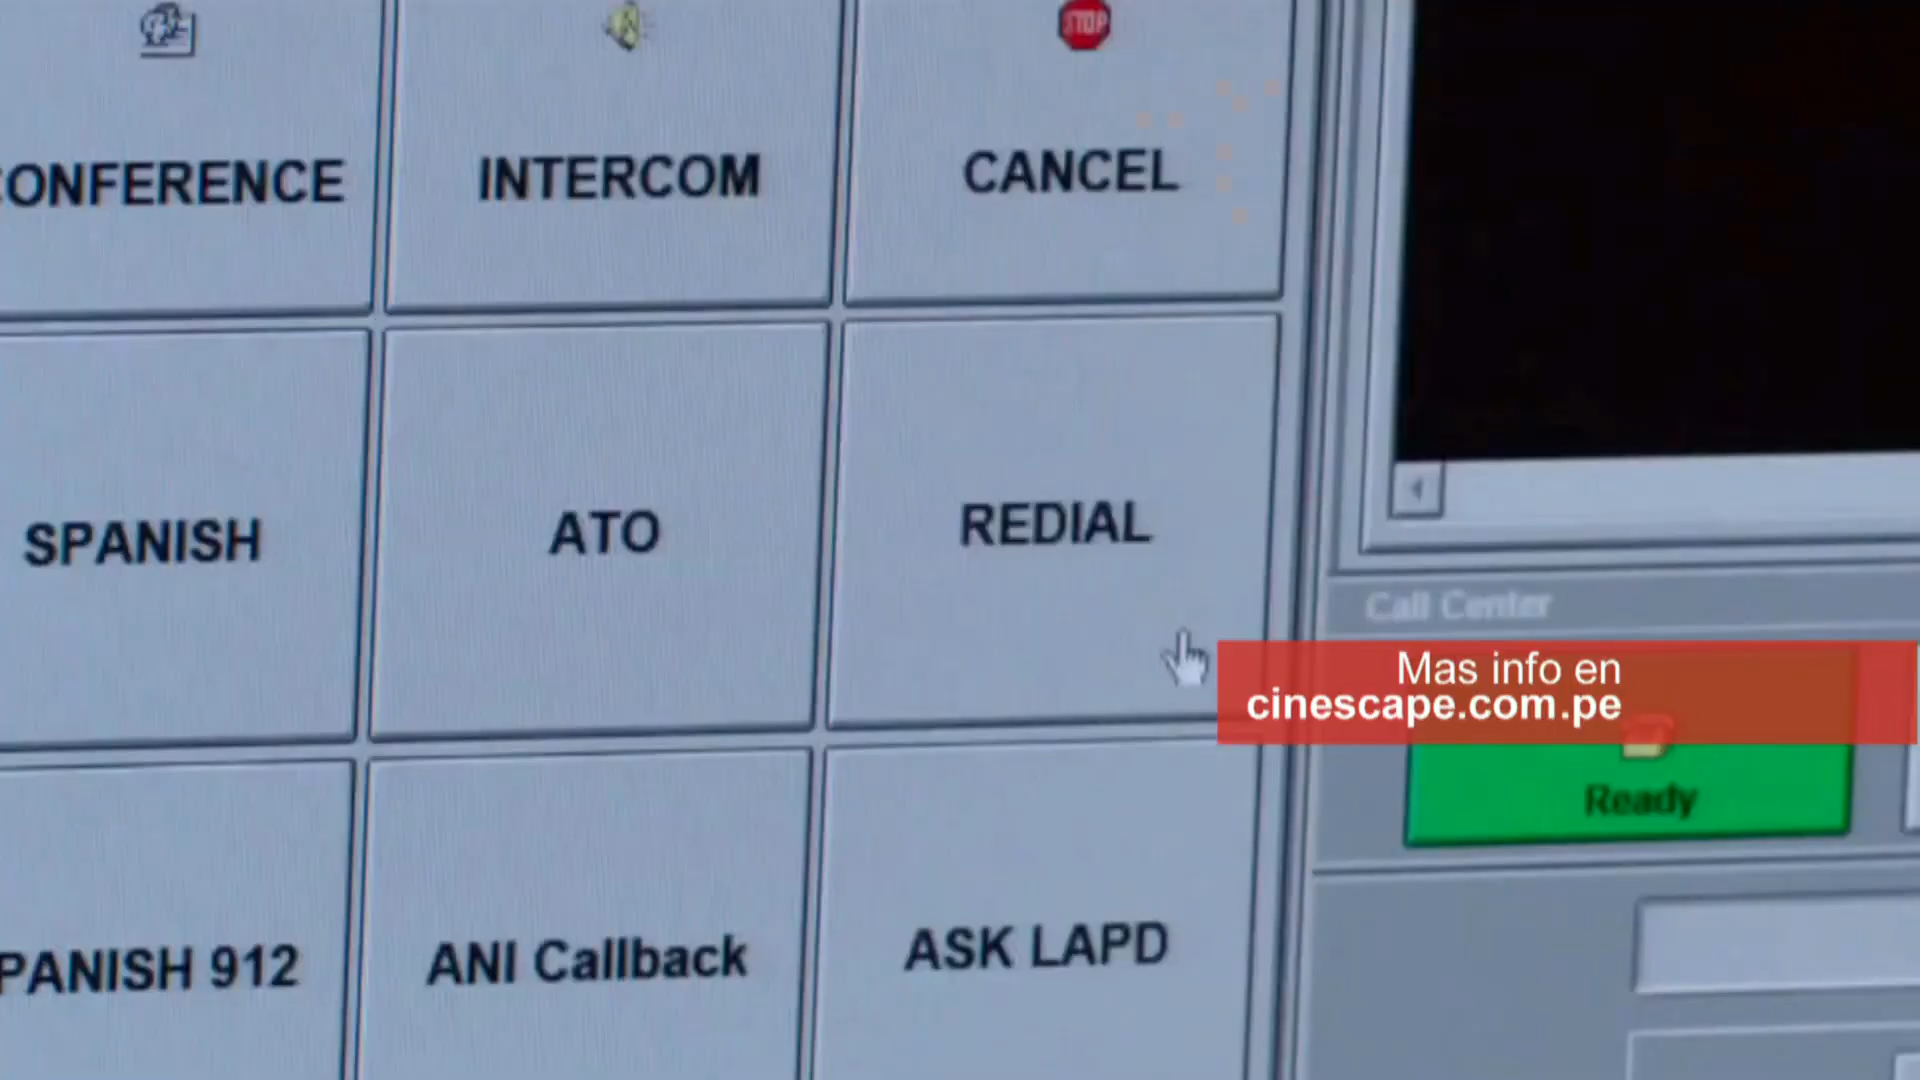 STOP
CONFERENCE
INTERCOM
CANCEL
SPANISH
ATO
REDIAL
Call Center
Mas info en
cinescape.com.pe
Ready
PANISH 912
ANI Callback
ASK LAPD